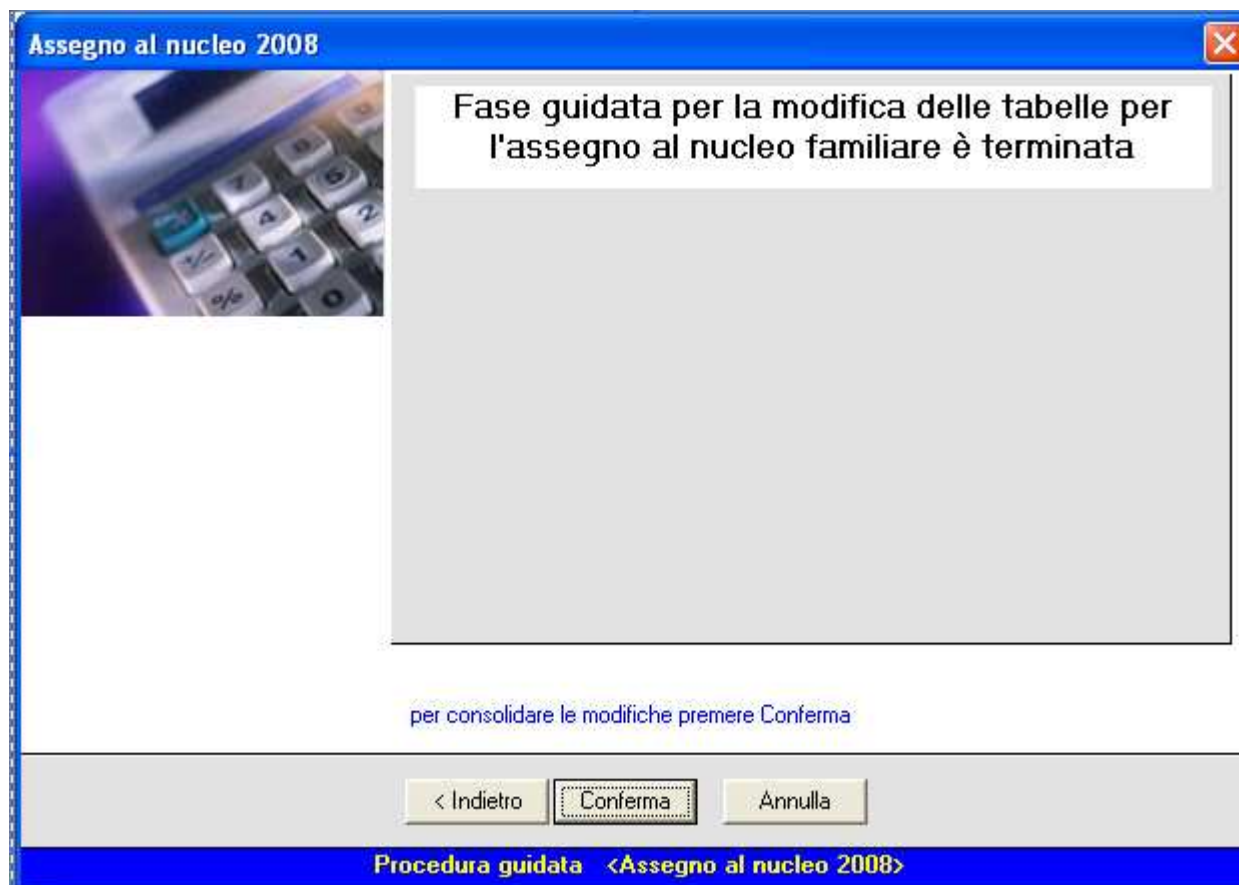 Assegno al nucleo 2008
Fase guidata per la modifica delle tabelle per
l'assegno al nucleo familiare è terminata
per consolidare le modifiche premere Conferma
< Indietro Conferma Annulla
Procedura guidata <Assegno al nucleo 2008>